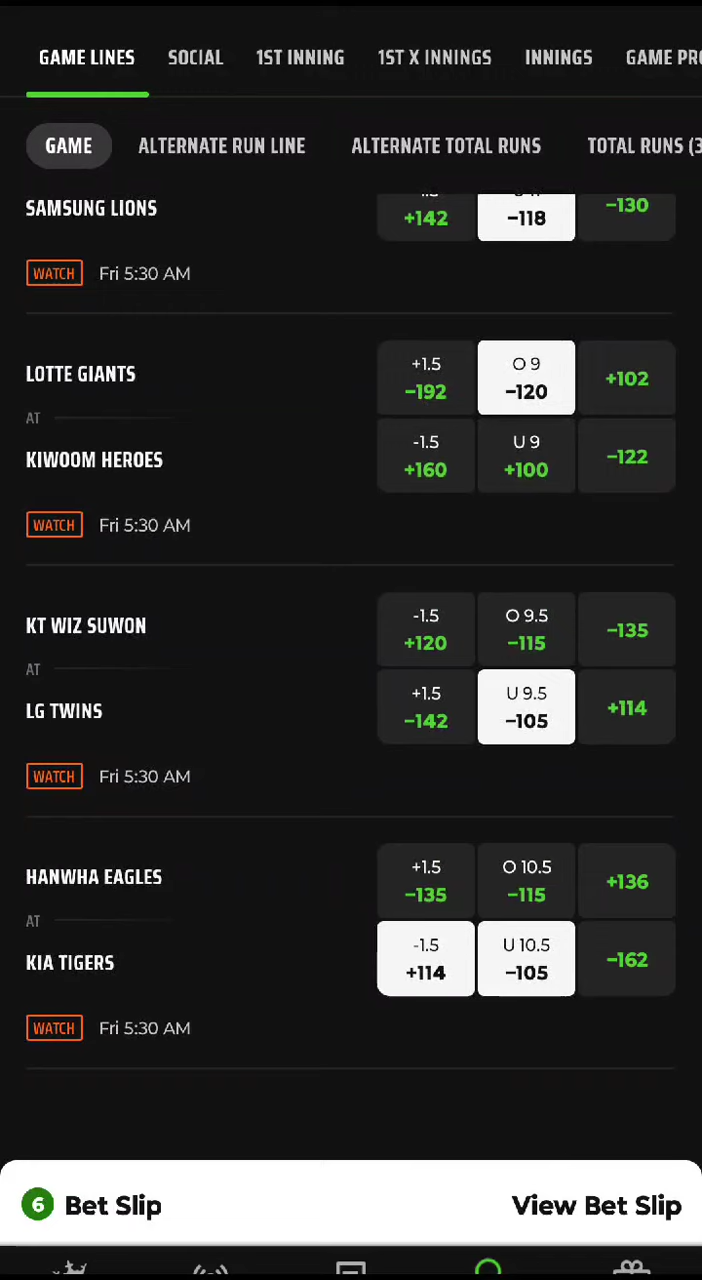 GAME LINES SOCIAL 1ST INNING 1ST X INNINGS INNINGS GAME PRO
GAME ALTERNATE RUN LINE ALTERNATE TOTAL RUNS TOTAL RUNS (3
SAMSUNG LIONS +142 −118 −130
WATCH Fri 5:30 AM
+1.5 O 9
LOTTE GIANTS −192 −120 +102
AT
-1.5 U 9
KIWOOM HEROES +160 +100 −122
WATCH Fri 5:30 AM
-1.5 O 9.5
KT WIZ SUWON +120 −115 −135
AT
+1.5 U 9.5
LG TWINS −142 −105 +114
WATCH Fri 5:30 AM
+1.5 O 10.5
HANWHA EAGLES −135 −115 +136
AT
-1.5 U 10.5
KIA TIGERS +114 −105 −162
WATCH Fri 5:30 AM
6 Bet Slip View Bet Slip